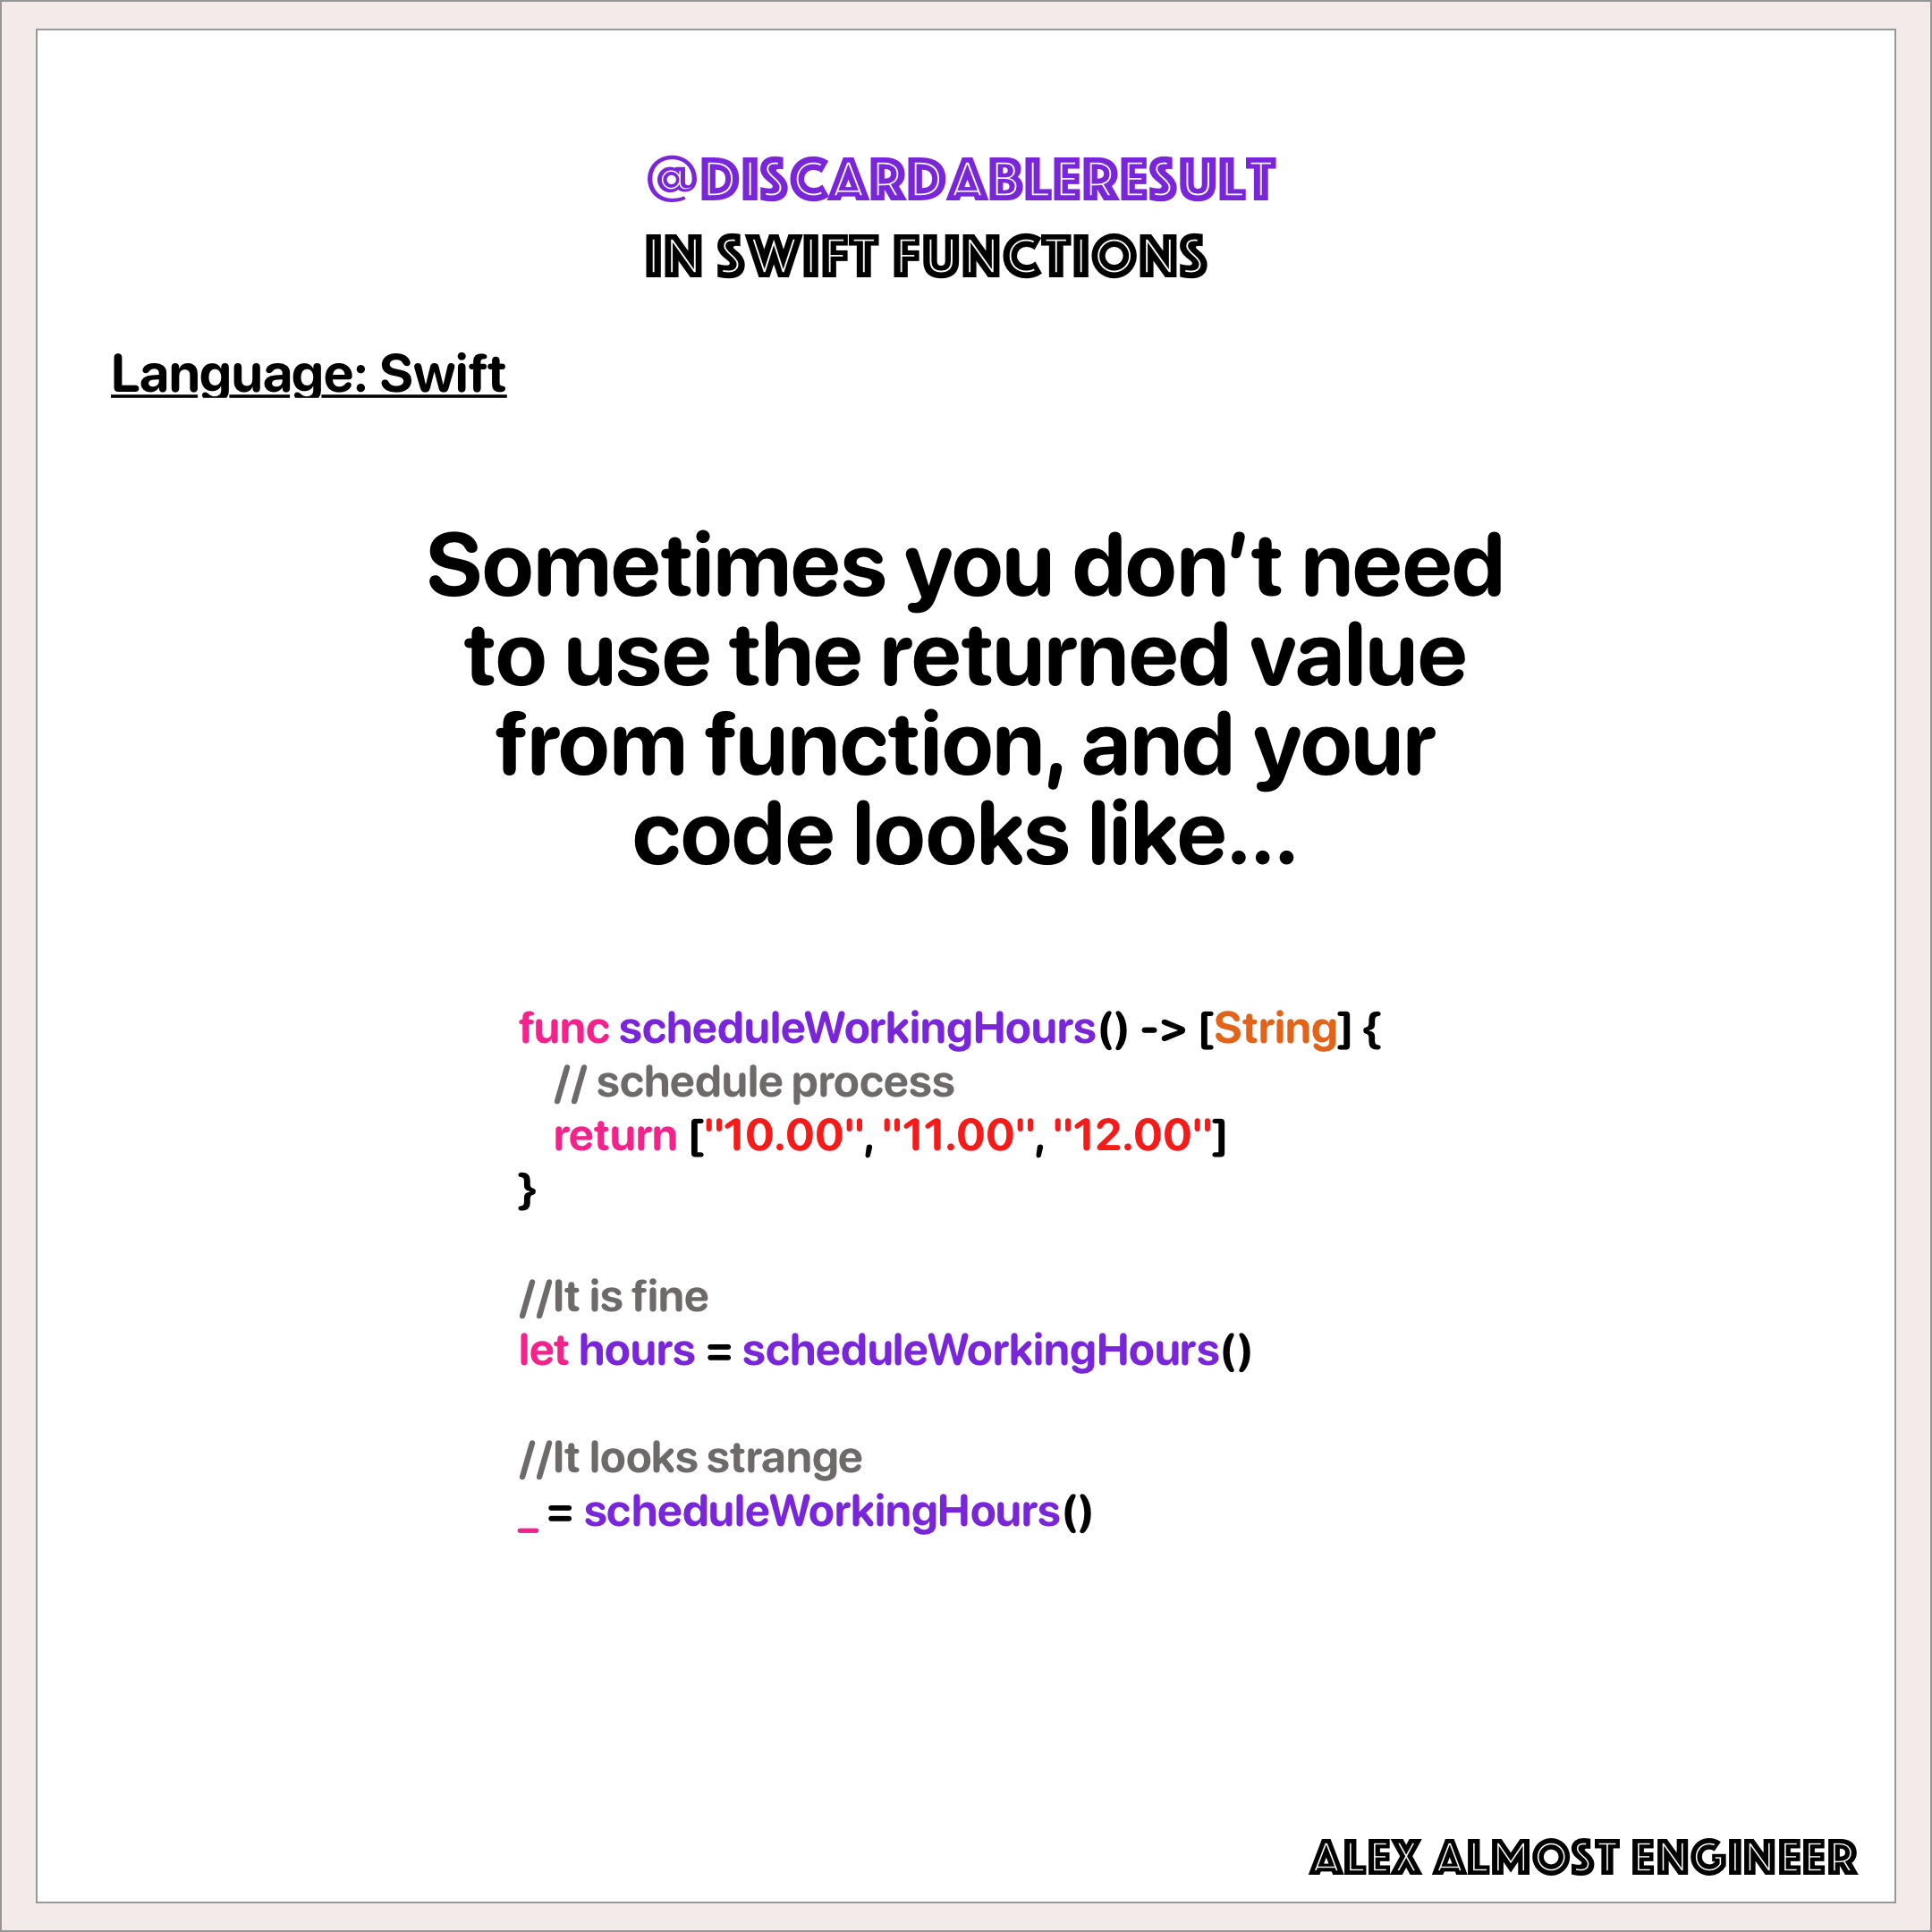 @DISCARDABLERESULT
IN SWIFT FUNCTIONS
Language: Swift
Sometimes you don't need
to use the returned value
from function, and your
code looks like...
func scheduleWorkingHours() -> [String] {
// schedule process
return ["10.00", "11.00", "12.00"]
}
//It is fine
let hours = scheduleWorkingHours()
//It looks strange
_ = scheduleWorkingHours()
ALEX ALMOST ENGINEER